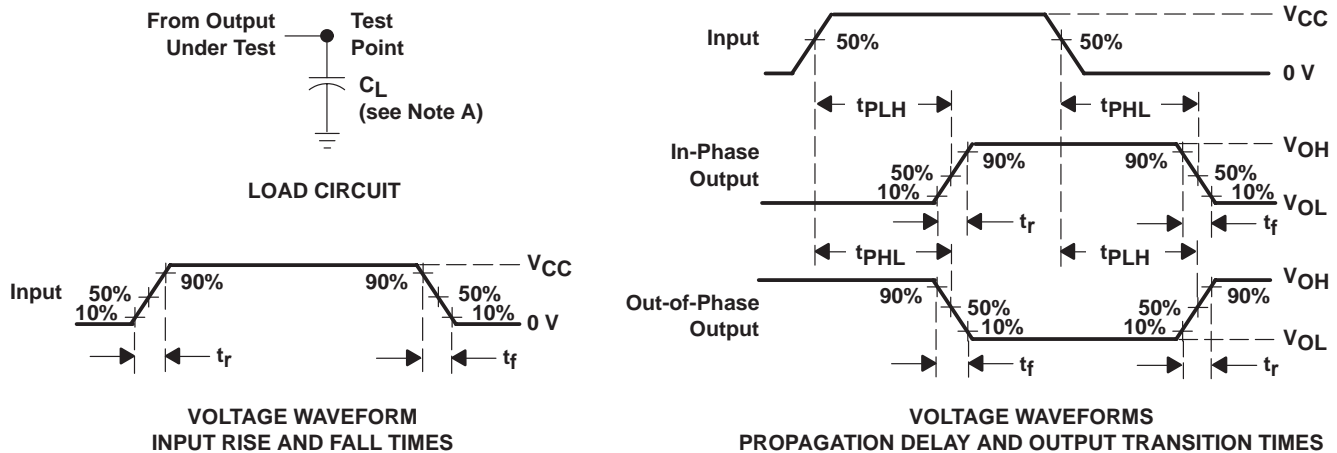 From Output
Under Test
Test
Point
CL
(see Note A)
LOAD CIRCUIT
Input
50%
10%
90%
90%
50%
10%
VCC
0 V
tr
tf
VOLTAGE WAVEFORM
INPUT RISE AND FALL TIMES
Input
50%
50%
VCC
0 V
tPLH
tPHL
In-Phase
Output
50%
10%
90%
90%
50%
10%
VOH
VOL
tr
tf
tPHL
tPLH
Out-of-Phase
Output
90%
50%
10%
50%
10%
90%
VOH
VOL
tf
tr
VOLTAGE WAVEFORMS
PROPAGATION DELAY AND OUTPUT TRANSITION TIMES